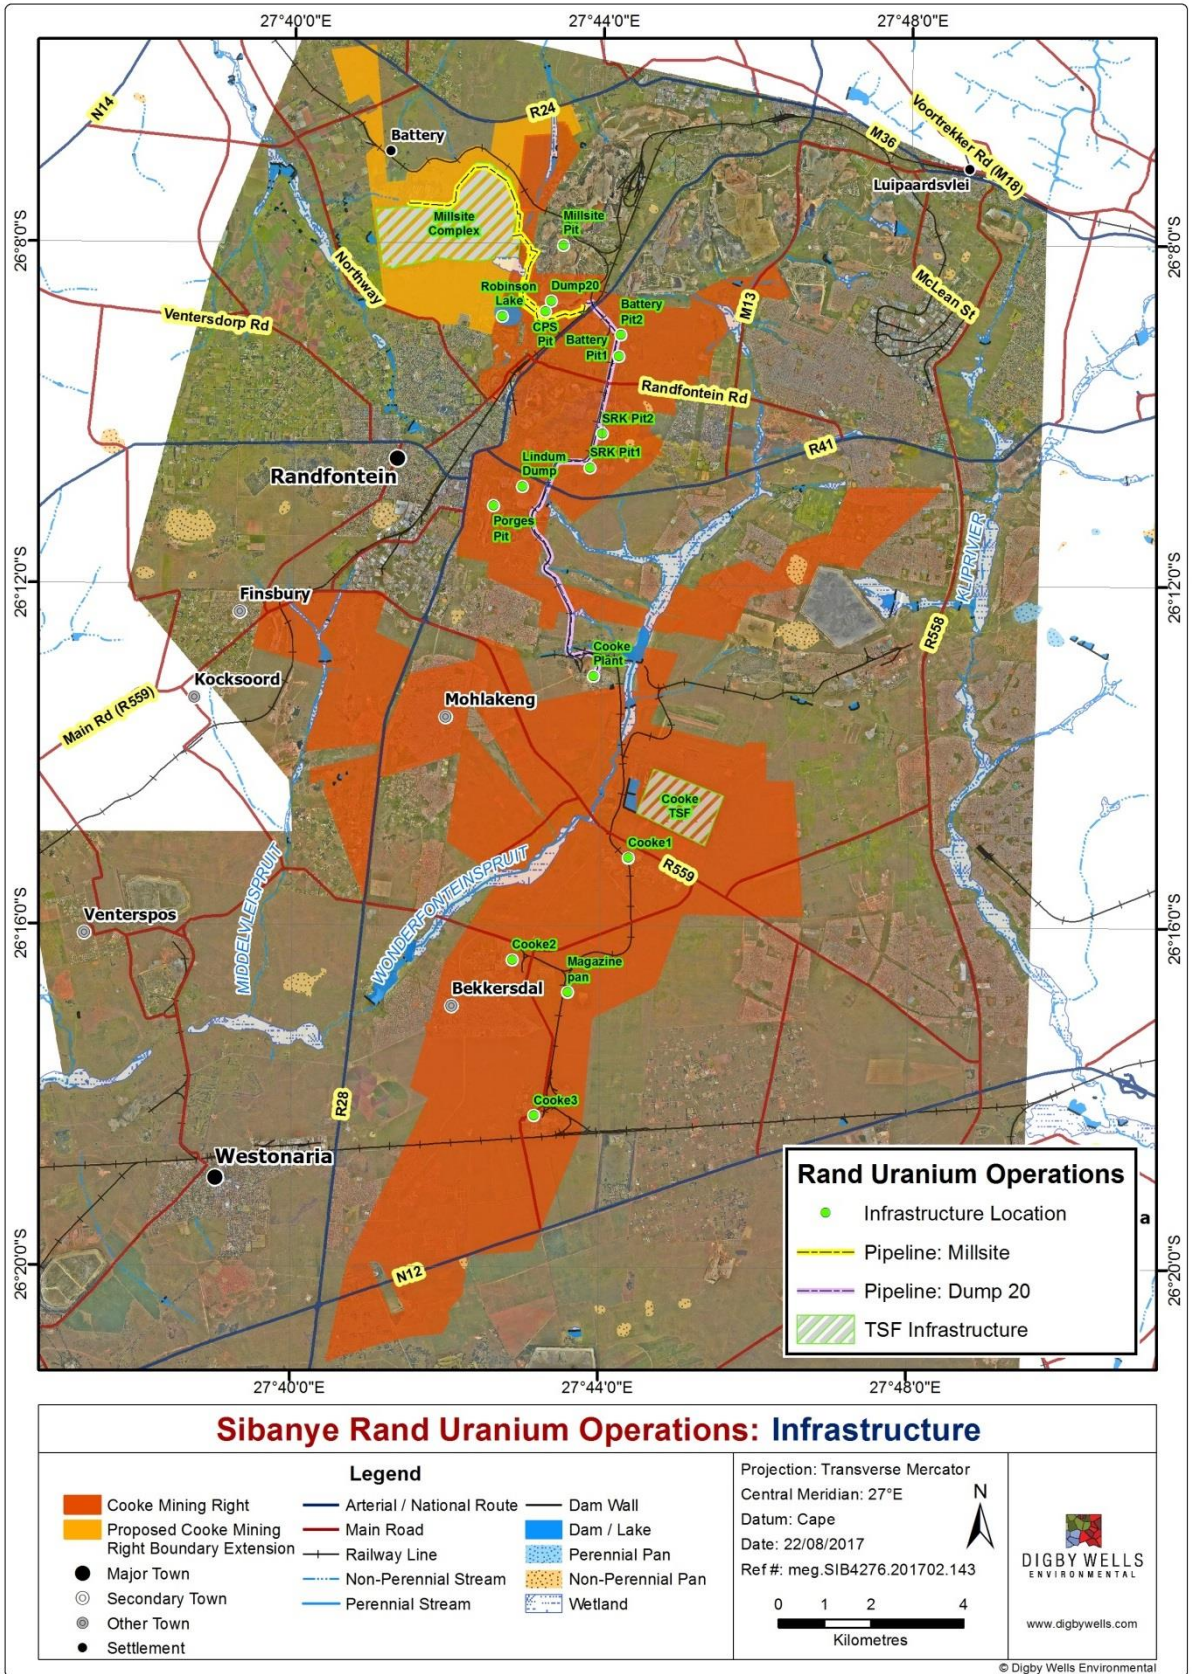 27°40'0"E
27°44'0"E
27°48'0"E
N14
R24
Voortrekker Rd (M18)
M36
Battery
Luipaardsvlei
26°8'0"S
Millsite
Complex
Millsite
Pit
26°8'0"S
Northway
McLean St
Robinson
Lake
Dump20
Battery
Pit2
M13
Ventersdorp Rd
CPS
Pit
Battery
Pit1
Randfontein Rd
SRK Pit2
R41
Lindum
Dump
SRK Pit1
Randfontein
Porges
Pit
KLIPRIVIER
26°12'0"S
26°12'0"S
Finsbury
R558
Cooke
Plant
Kocksoord
Main Rd (R559)
Mohlakeng
Cooke
TSF
Cooke1
R559
MIDDELVLEISPRUIT
WONDERFONTEINSPRUIT
26°16'0"S
Venterspos
26°16'0"S
Cooke2
Magazine
pan
Bekkersdal
R28
Cooke3
Westonaria
Rand Uranium Operations
Infrastructure Location
a
Pipeline: Millsite
Pipeline: Dump 20
TSF Infrastructure
26°20'0"S
N12
26°20'0"S
27°40'0"E
27°44'0"E
27°48'0"E
Sibanye Rand Uranium Operations: Infrastructure
Legend
Cooke Mining Right
Proposed Cooke Mining
Right Boundary Extension
Major Town
Secondary Town
Other Town
Settlement
Arterial / National Route
Main Road
Railway Line
Non-Perennial Stream
Perennial Stream
Dam Wall
Dam / Lake
Perennial Pan
Non-Perennial Pan
Wetland
Projection: Transverse Mercator
Central Meridian: 27°E
Datum: Cape
Date: 22/08/2017
Ref #: meg.SIB4276.201702.143
N
0 1 2 4
Kilometres
DIGBY WELLS
ENVIRONMENTAL
www.digbywells.com
© Digby Wells Environmental